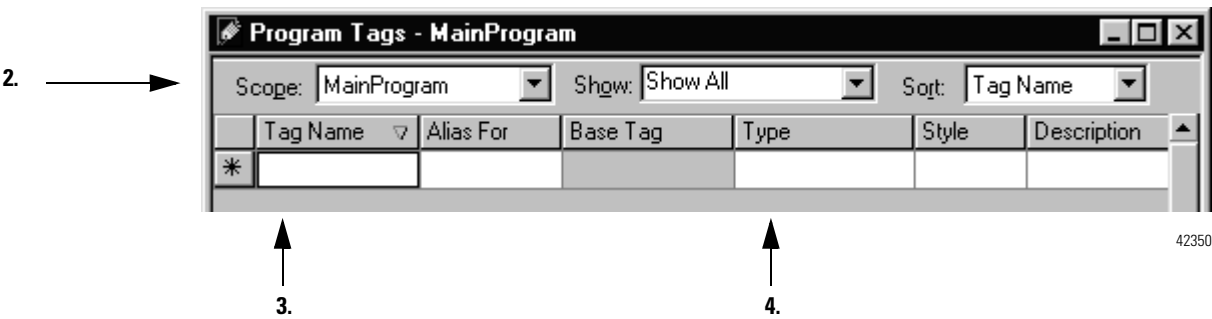 Program Tags - MainProgram
2.
Scope: MainProgram Show: Show All Sort: Tag Name
Tag Name Alias For Base Tag Type Style Description
*
42350
3. 4.